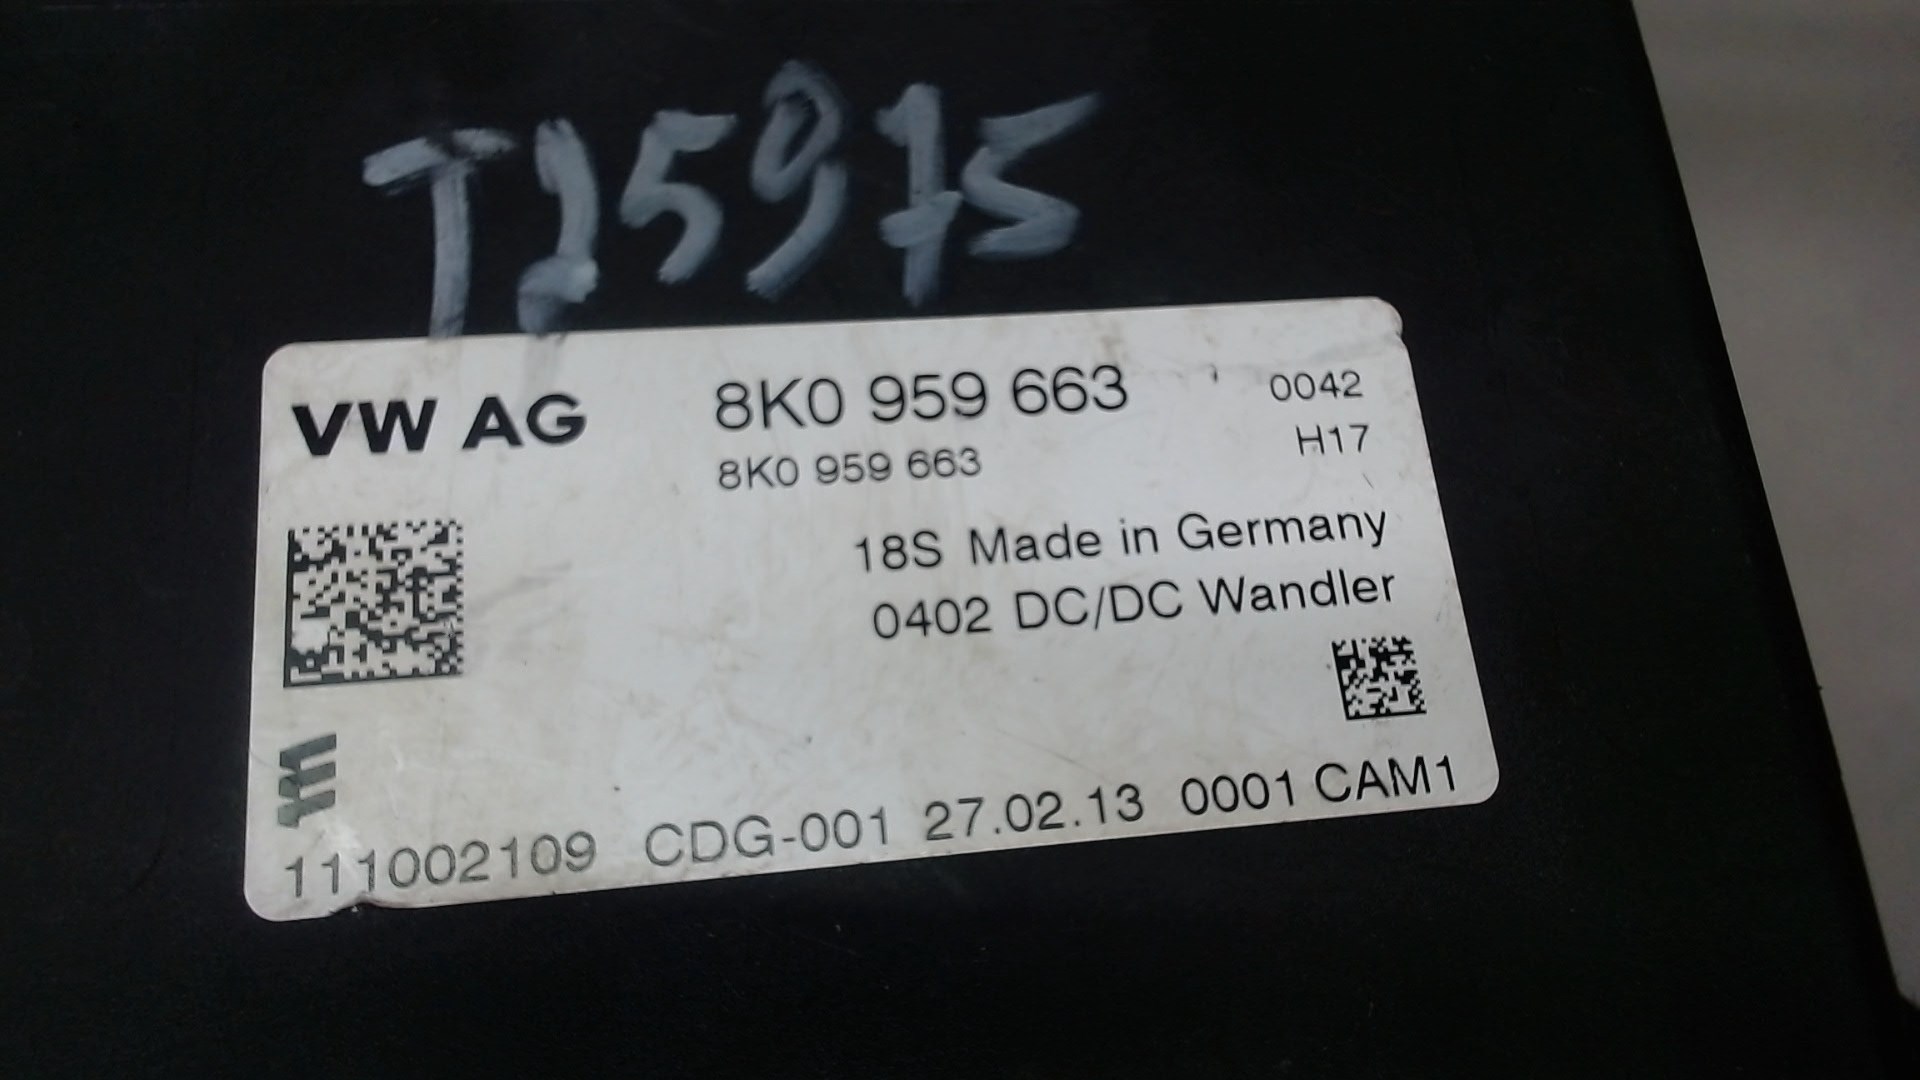 T25975
VW AG 8K0 959 663 0042
8K0 959 663 H17
18S Made in Germany
0402 DC/DC Wandler
111002109 CDG-001 27.02.13 0001 CAM1